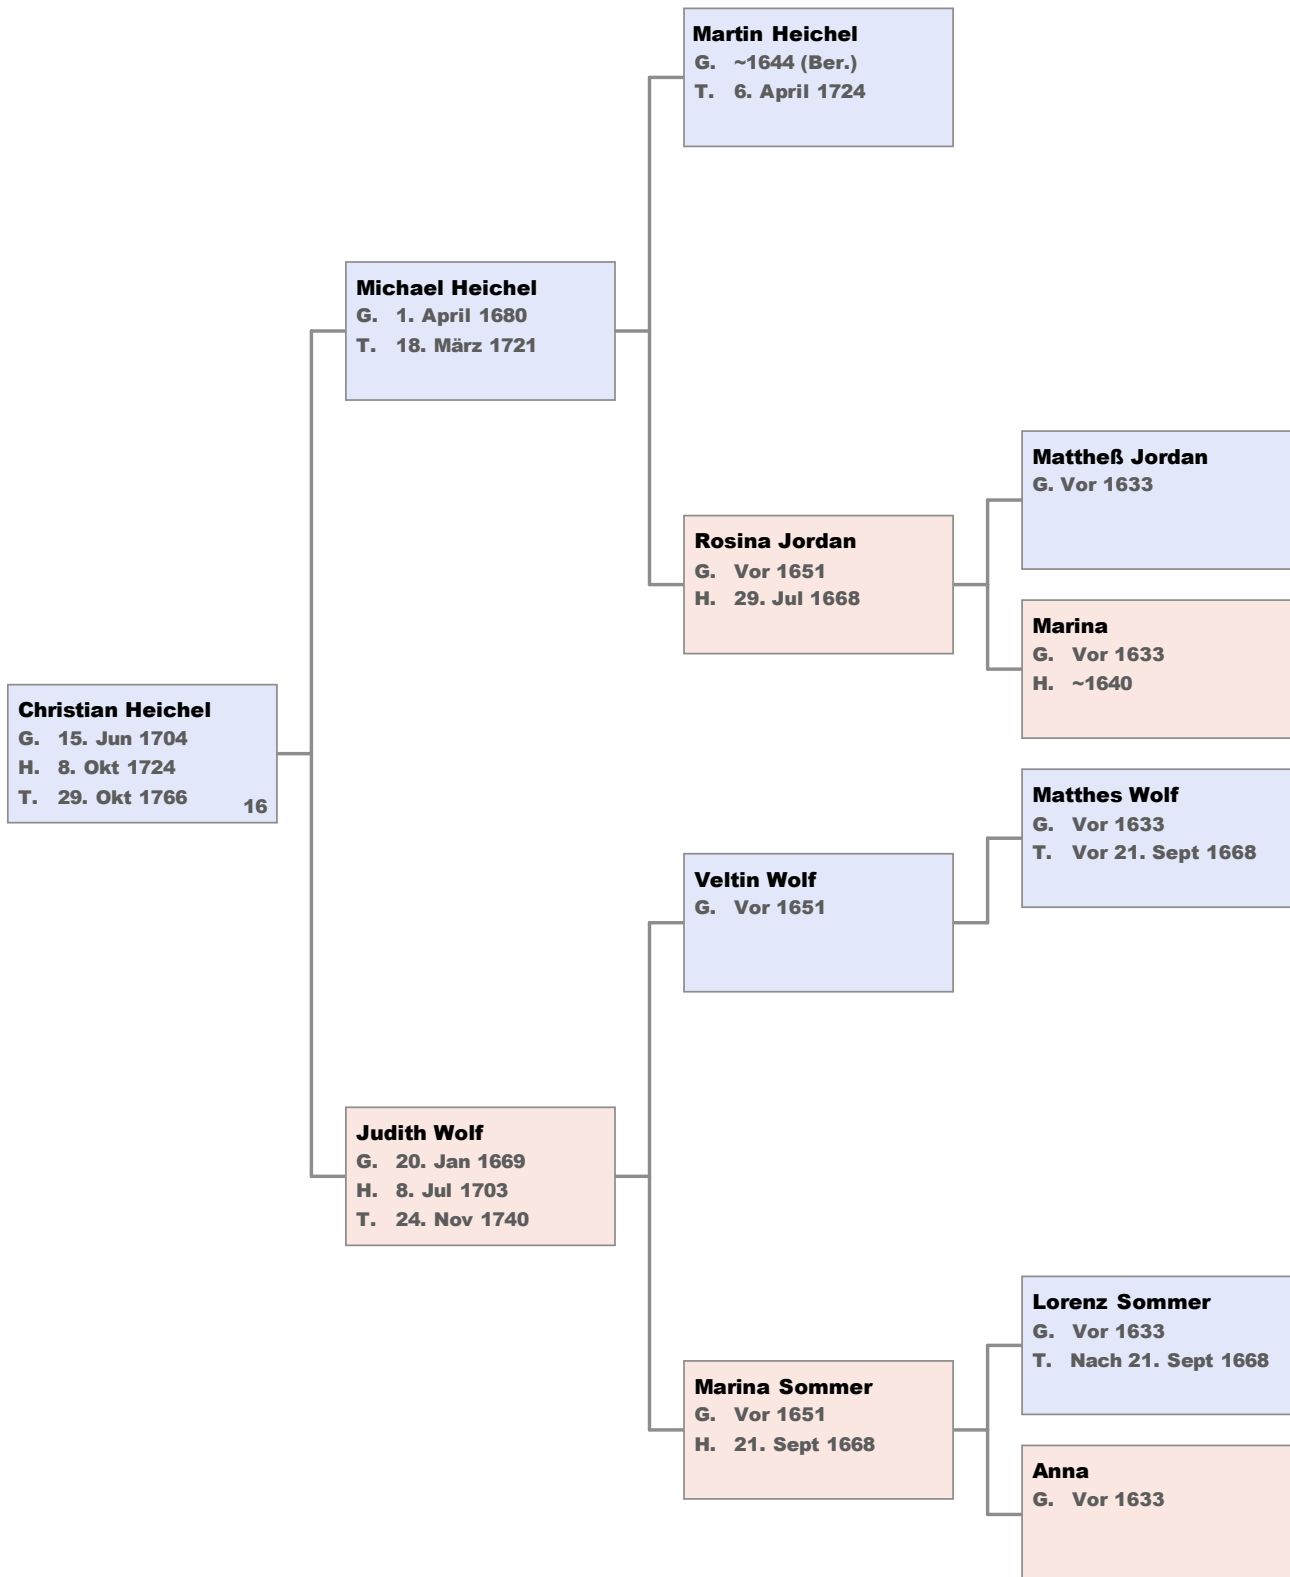 Martin Heichel
G. ~1644 (Ber.)
T. 6. April 1724
Michael Heichel
G. 1. April 1680
T. 18. März 1721
Mattheß Jordan
G. Vor 1633
Rosina Jordan
G. Vor 1651
H. 29. Jul 1668
Marina
G. Vor 1633
H. ~1640
Christian Heichel
G. 15. Jun 1704
H. 8. Okt 1724
T. 29. Okt 1766
16
Matthes Wolf
G. Vor 1633
T. Vor 21. Sept 1668
Veltin Wolf
G. Vor 1651
Judith Wolf
G. 20. Jan 1669
H. 8. Jul 1703
T. 24. Nov 1740
Lorenz Sommer
G. Vor 1633
T. Nach 21. Sept 1668
Marina Sommer
G. Vor 1651
H. 21. Sept 1668
Anna
G. Vor 1633